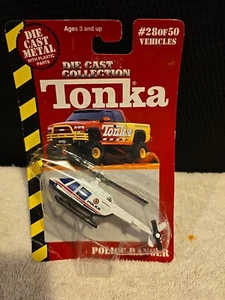 DIE
CAST
METAL
WITH PLASTIC
PARTS
Ages 3 and up
#28 OF 50
VEHICLES
DIE CAST
COLLECTION
Tonka
Tonka
POLICE RANGER